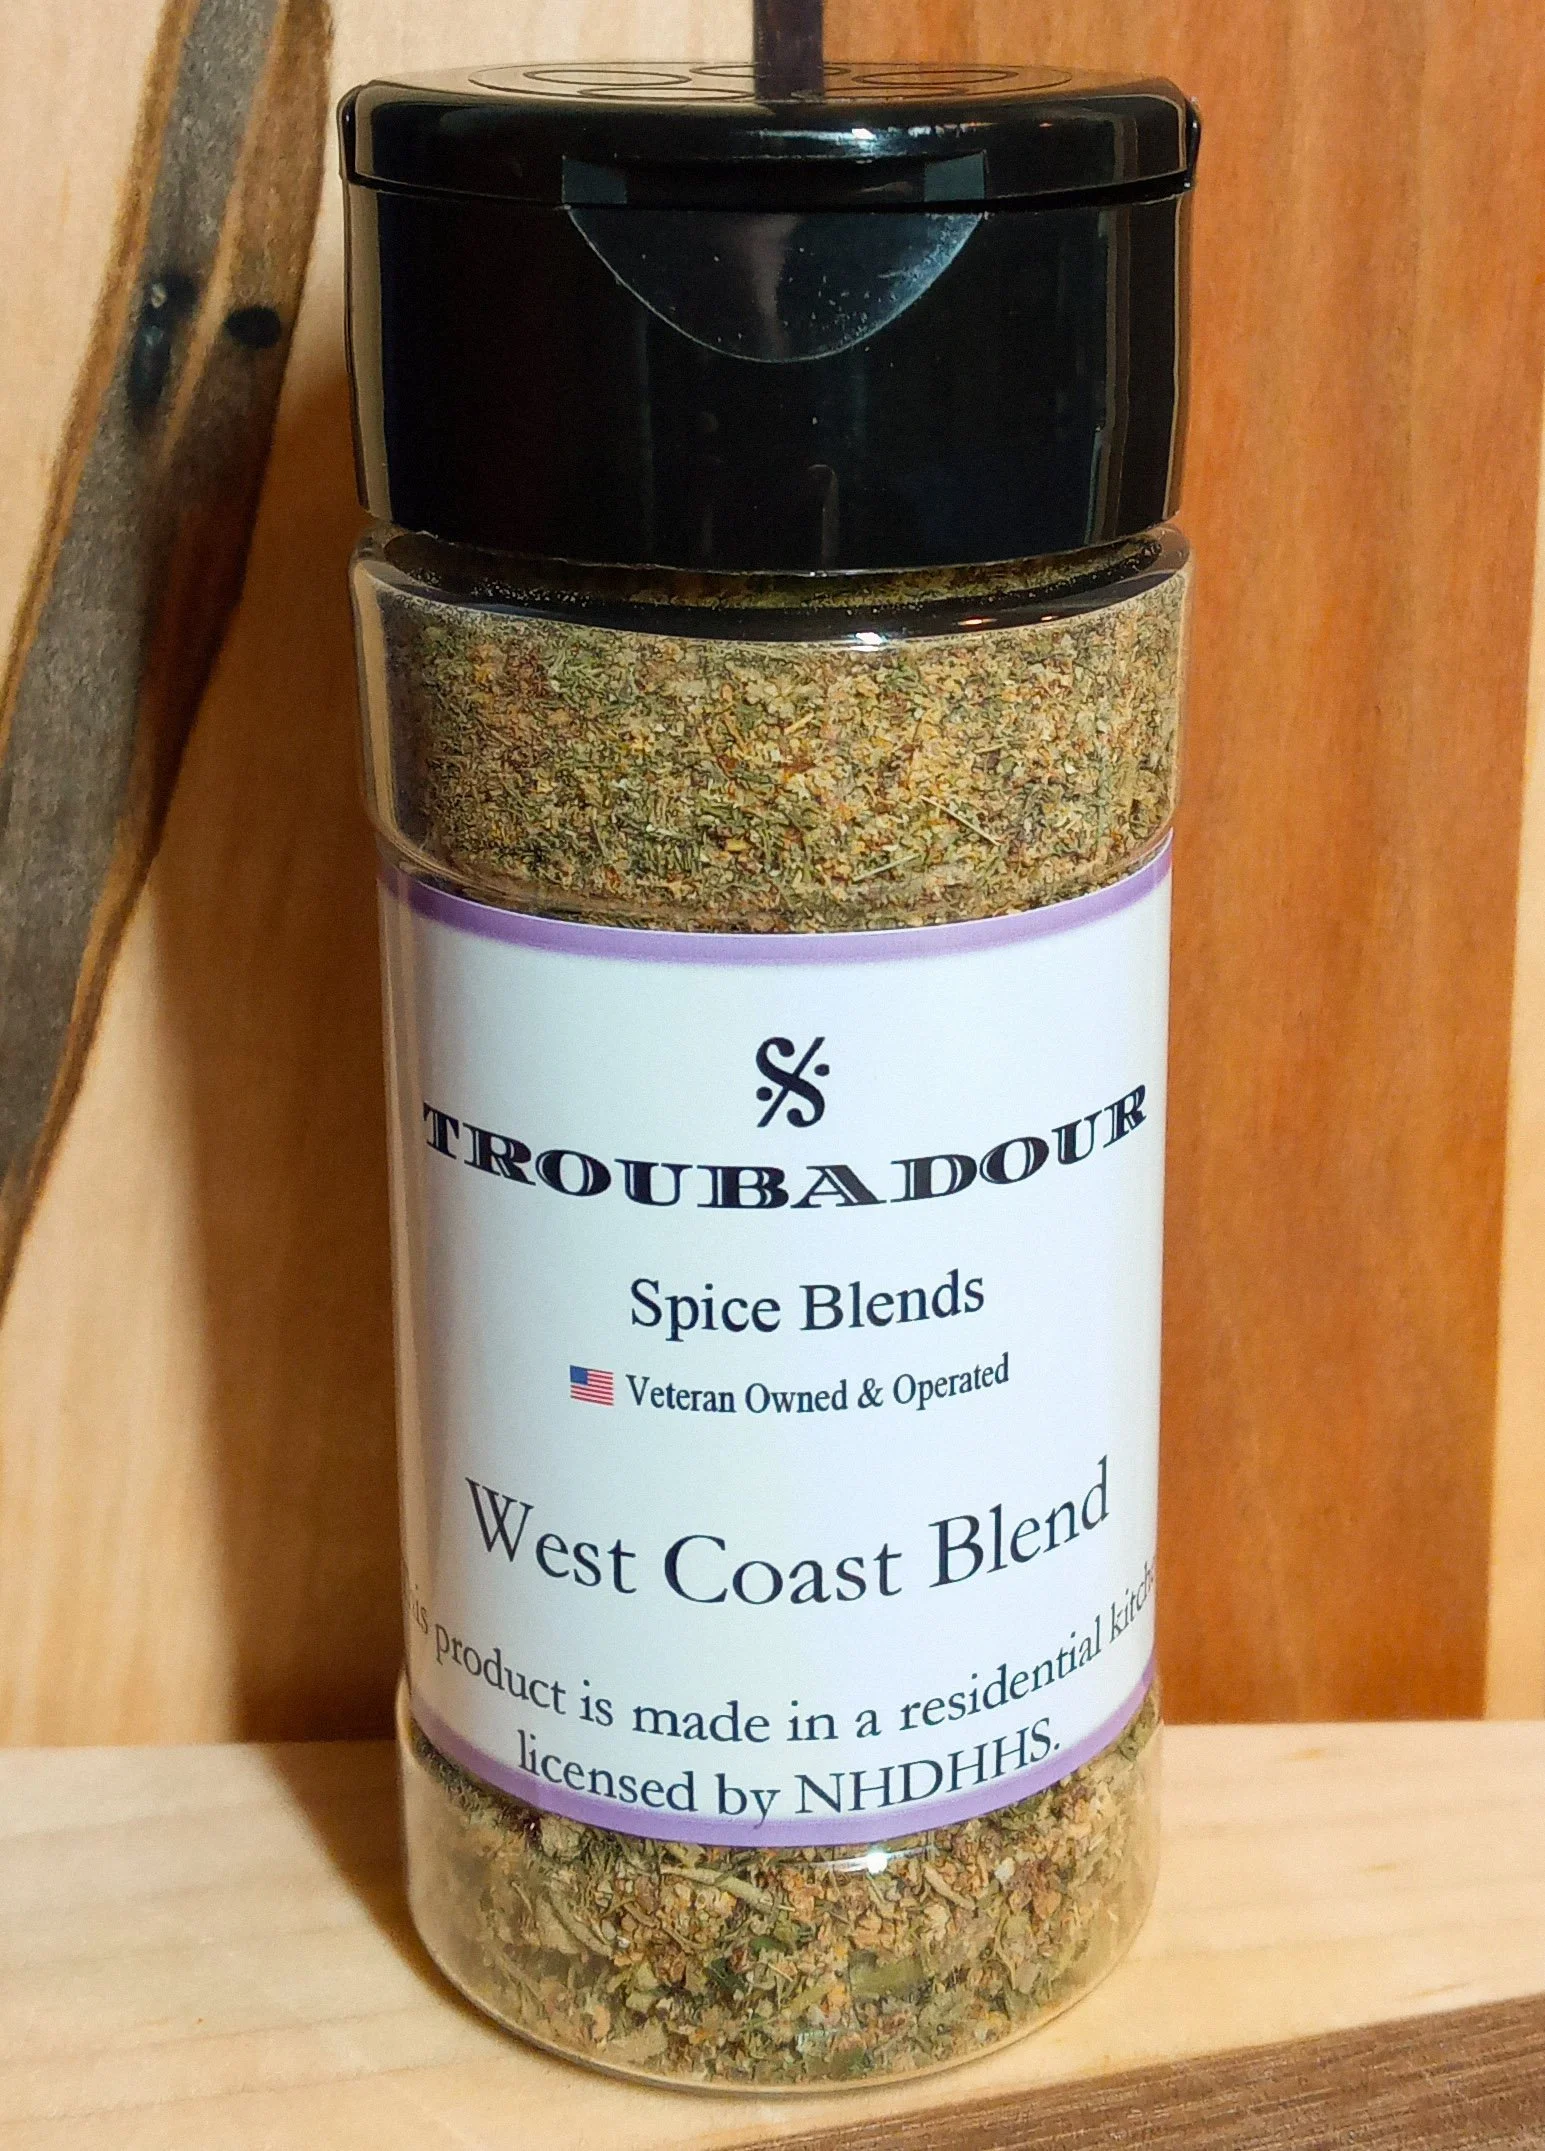 TROUBADOUR
Spice Blends
Veteran Owned & Operated
West Coast Blend
product is made in a residential
licensed by NHDHHS.